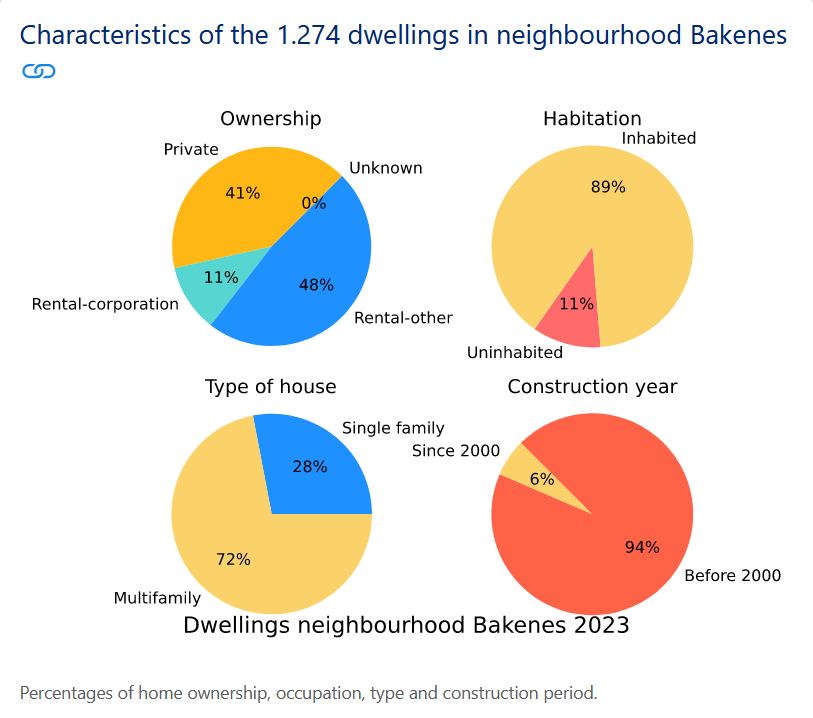 Characteristics of the 1.274 dwellings in neighbourhood Bakenes
Ownership
Private
Unknown
41%
0%
11%
48%
Rental-corporation
Rental-other
Habitation
Inhabited
89%
11%
Uninhabited
Type of house
Single family
28%
72%
Multifamily
Construction year
Since 2000
6%
94%
Before 2000
Dwellings neighbourhood Bakenes 2023
Percentages of home ownership, occupation, type and construction period.